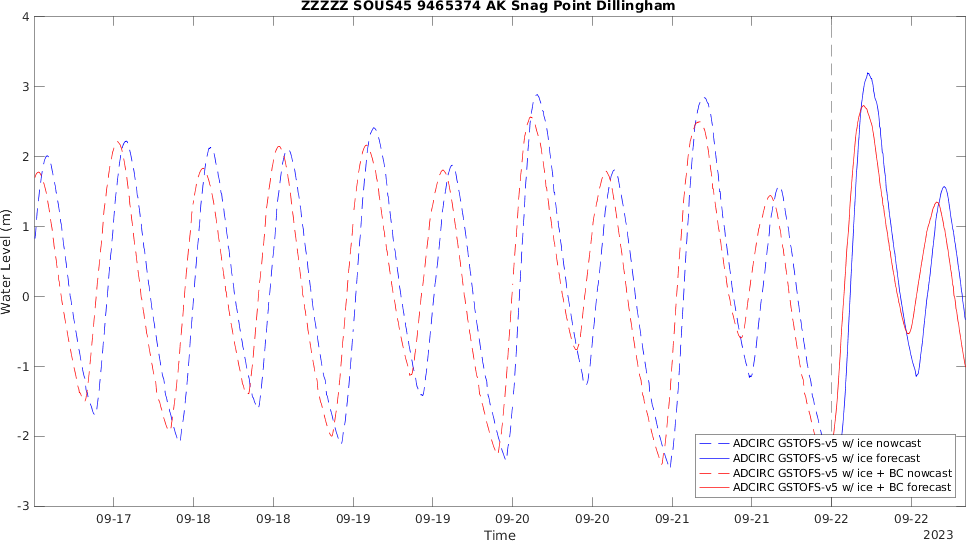 ZZZZZ SOUS45 9465374 AK Snag Point Dillingham
4
3
2
1
0
-1
-2
-3
Water Level (m)
ADCIRC GSTOFS-v5 w/ ice nowcast
ADCIRC GSTOFS-v5 w/ ice forecast
ADCIRC GSTOFS-v5 w/ ice + BC nowcast
ADCIRC GSTOFS-v5 w/ ice + BC forecast
09-17 09-18 09-18 09-19 09-19 09-20 09-20 09-21 09-21 09-22 09-22
Time
2023